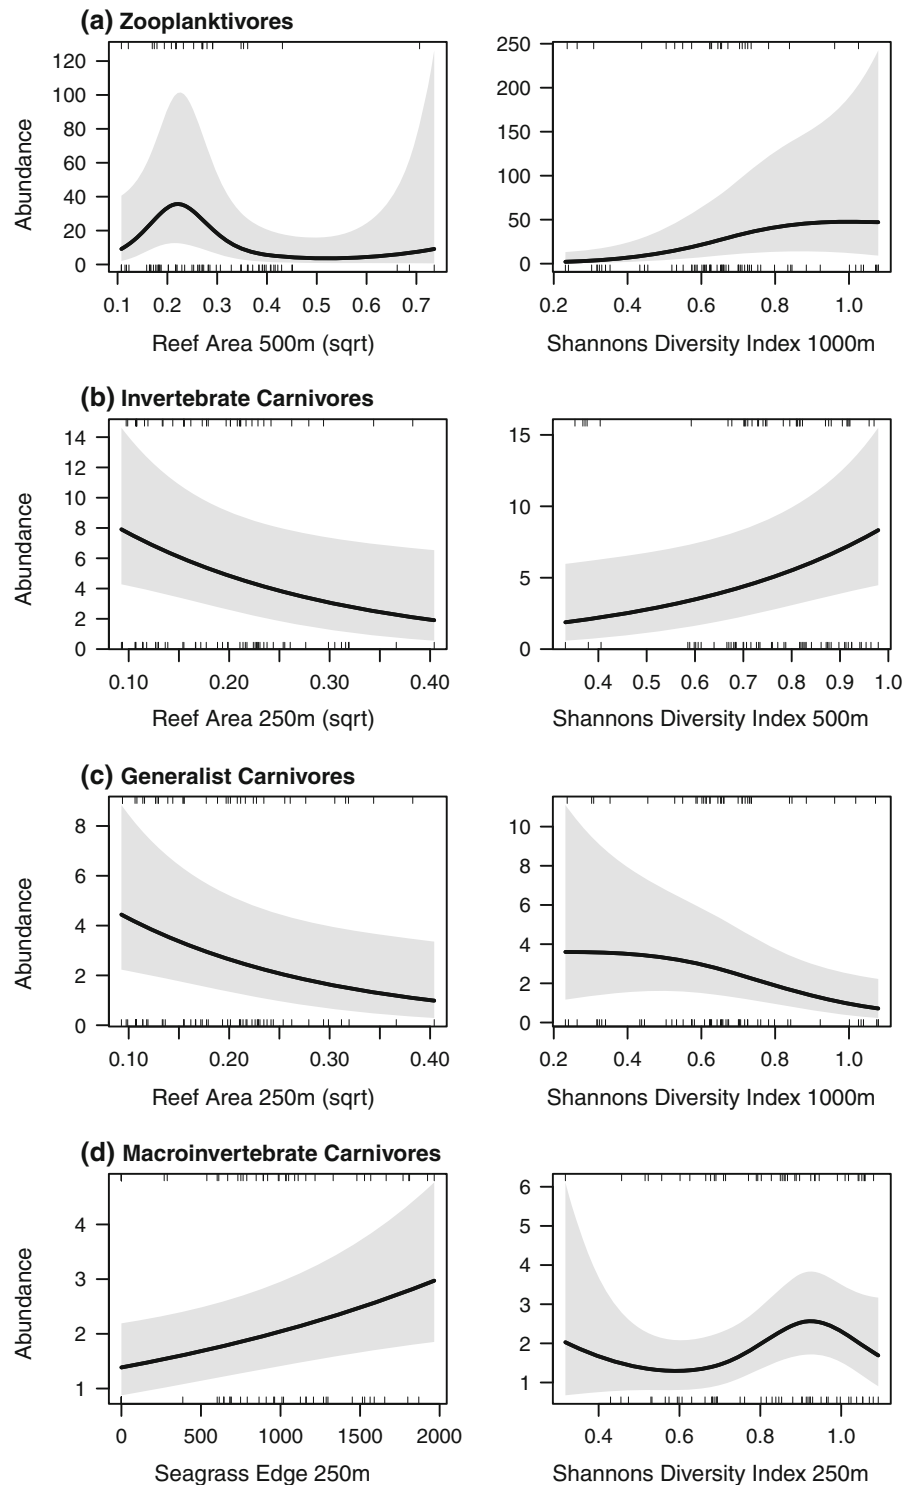 (a) Zooplanktivores
Abundance
0 20 40 60 80 100 120
0.1 0.2 0.3 0.4 0.5 0.6 0.7
Reef Area 500m (sqrt)
0 50 100 150 200 250
0.2 0.4 0.6 0.8 1.0
Shannons Diversity Index 1000m
(b) Invertebrate Carnivores
Abundance
0 2 4 6 8 10 12 14
0.10 0.20 0.30 0.40
Reef Area 250m (sqrt)
0 5 10 15
0.4 0.5 0.6 0.7 0.8 0.9 1.0
Shannons Diversity Index 500m
(c) Generalist Carnivores
Abundance
0 2 4 6 8
0.10 0.20 0.30 0.40
Reef Area 250m (sqrt)
0 2 4 6 8 10
0.2 0.4 0.6 0.8 1.0
Shannons Diversity Index 1000m
(d) Macroinvertebrate Carnivores
Abundance
1 2 3 4
0 500 1000 1500 2000
Seagrass Edge 250m
1 2 3 4 5 6
0.4 0.6 0.8 1.0
Shannons Diversity Index 250m